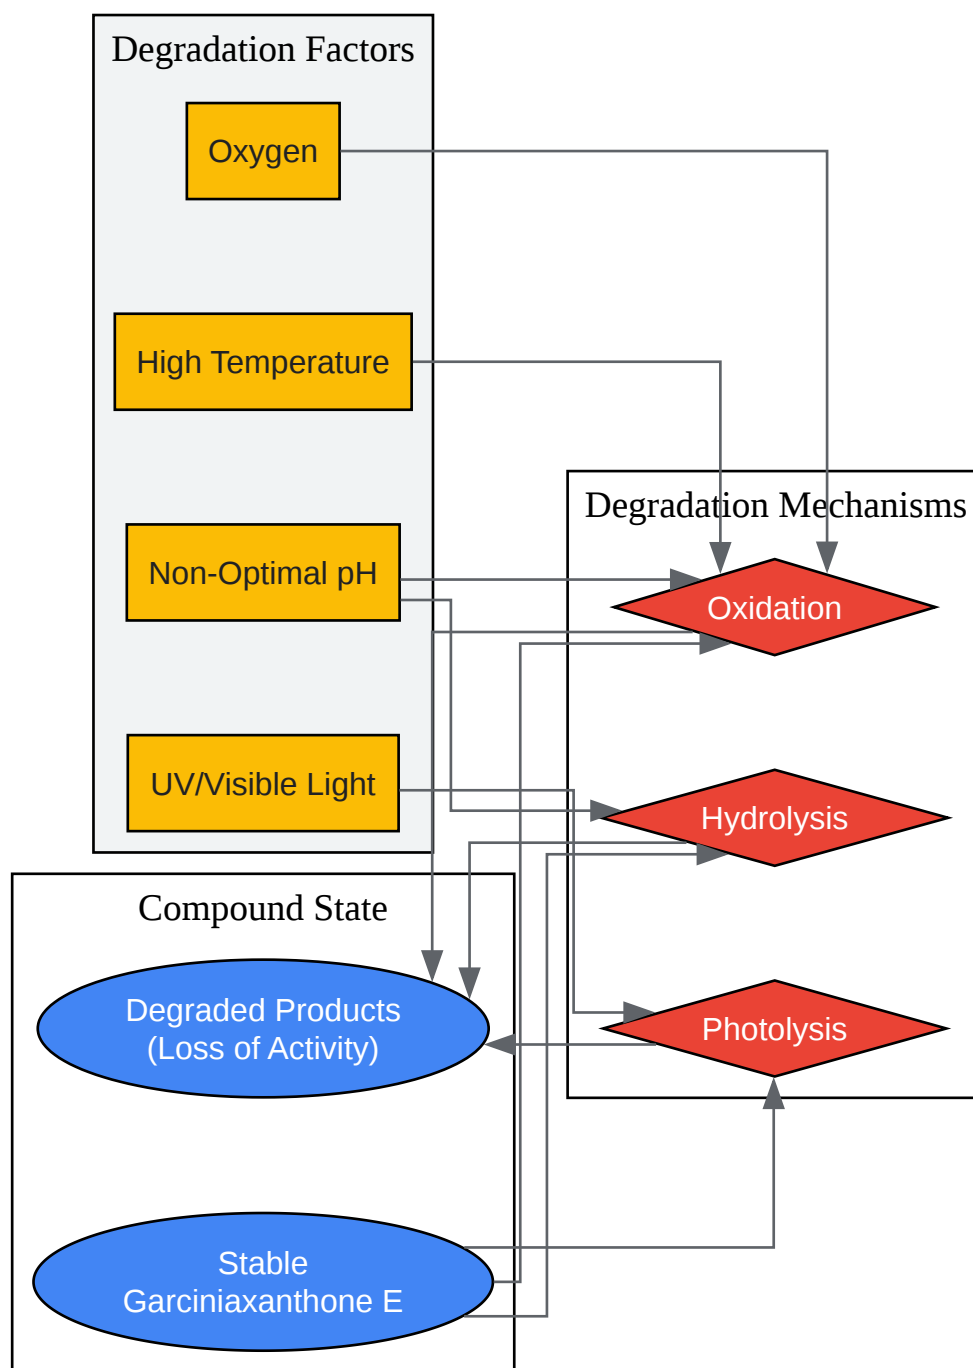 Degradation Factors
Oxygen
High Temperature
Non-Optimal pH
UV/Visible Light
Degradation Mechanisms
Oxidation
Hydrolysis
Photolysis
Compound State
Degraded Products
(Loss of Activity)
Stable
Garciniaxanthone E